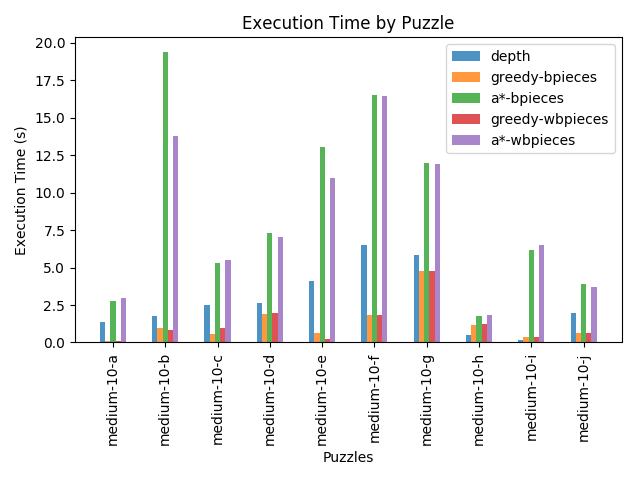 Execution Time by Puzzle
20.0
17.5
15.0
12.5
10.0
7.5
5.0
2.5
0.0
Execution Time (s)
depth
greedy-bpieces
a*-bpieces
greedy-wbpieces
a*-wbpieces
medium-10-a
medium-10-b
medium-10-c
medium-10-d
medium-10-e
medium-10-f
medium-10-g
medium-10-h
medium-10-i
medium-10-j
Puzzles